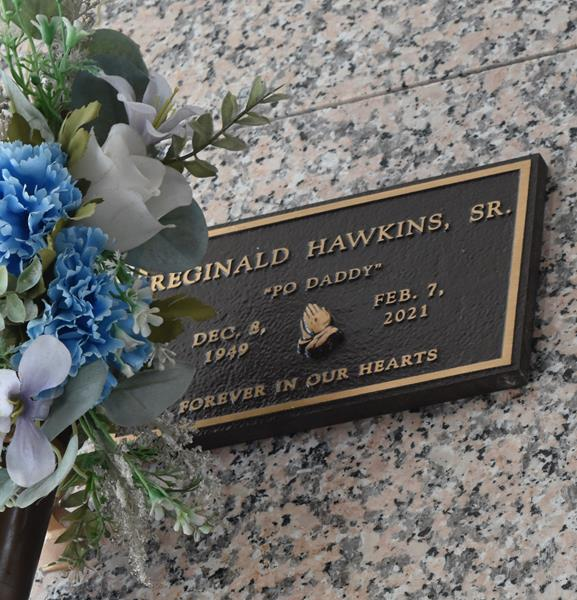 REGINALD HAWKINS, SR.
"PO DADDY"
DEC. 8,
1949
FEB. 7,
2021
FOREVER IN OUR HEARTS